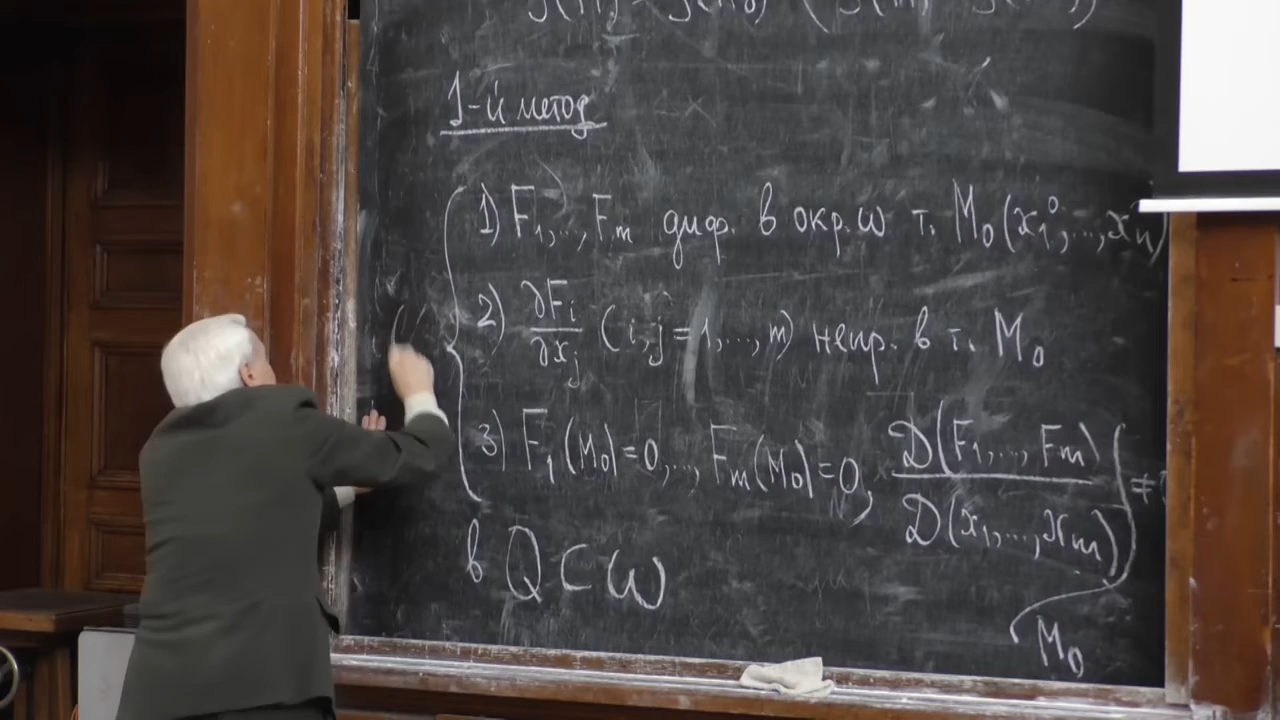 1-й метод
1) F₁,..,Fₘ диф. в окр. ω т. M₀(x₁⁰,...,xₙ)
2) ∂Fᵢ/∂xⱼ (i,j=1,...,m) непр. в т. M₀
3) F₁(M₀)=0,..., Fₘ(M₀)=0, D(F₁,..., Fₘ)/D(x₁,...,xₘ)|≠
M₀
в Q ⊂ ω